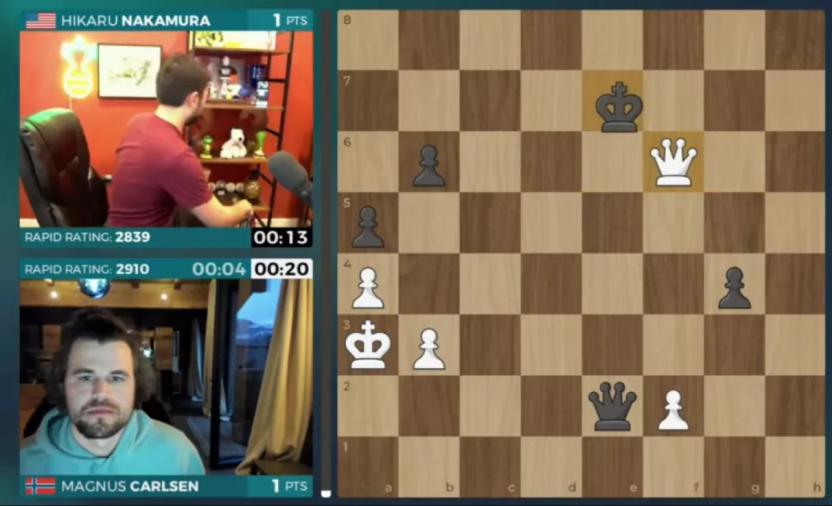 HIKARU NAKAMURA 1 PTS
RAPID RATING: 2839 00:13
RAPID RATING: 2910 00:04 00:20
MAGNUS CARLSEN 1 PTS
8
7
6
5
4
3
2
1
a b c d e f g h